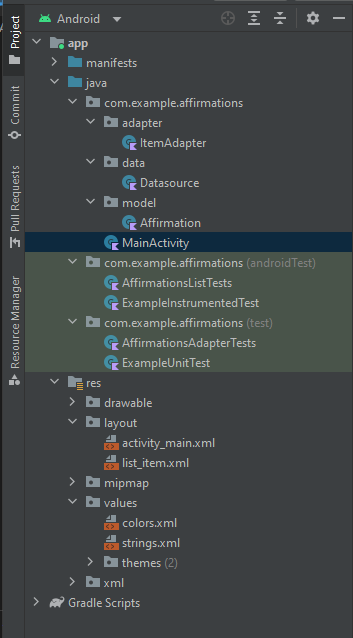 Android
Project
Commit
Pull Requests
Resource Manager
app
manifests
java
com.example.affirmations
adapter
ItemAdapter
data
Datasource
model
Affirmation
MainActivity
com.example.affirmations (androidTest)
AffirmationsListTests
ExampleInstrumentedTest
com.example.affirmations (test)
AffirmationsAdapterTests
ExampleUnitTest
res
drawable
layout
activity_main.xml
list_item.xml
mipmap
values
colors.xml
strings.xml
themes (2)
xml
Gradle Scripts